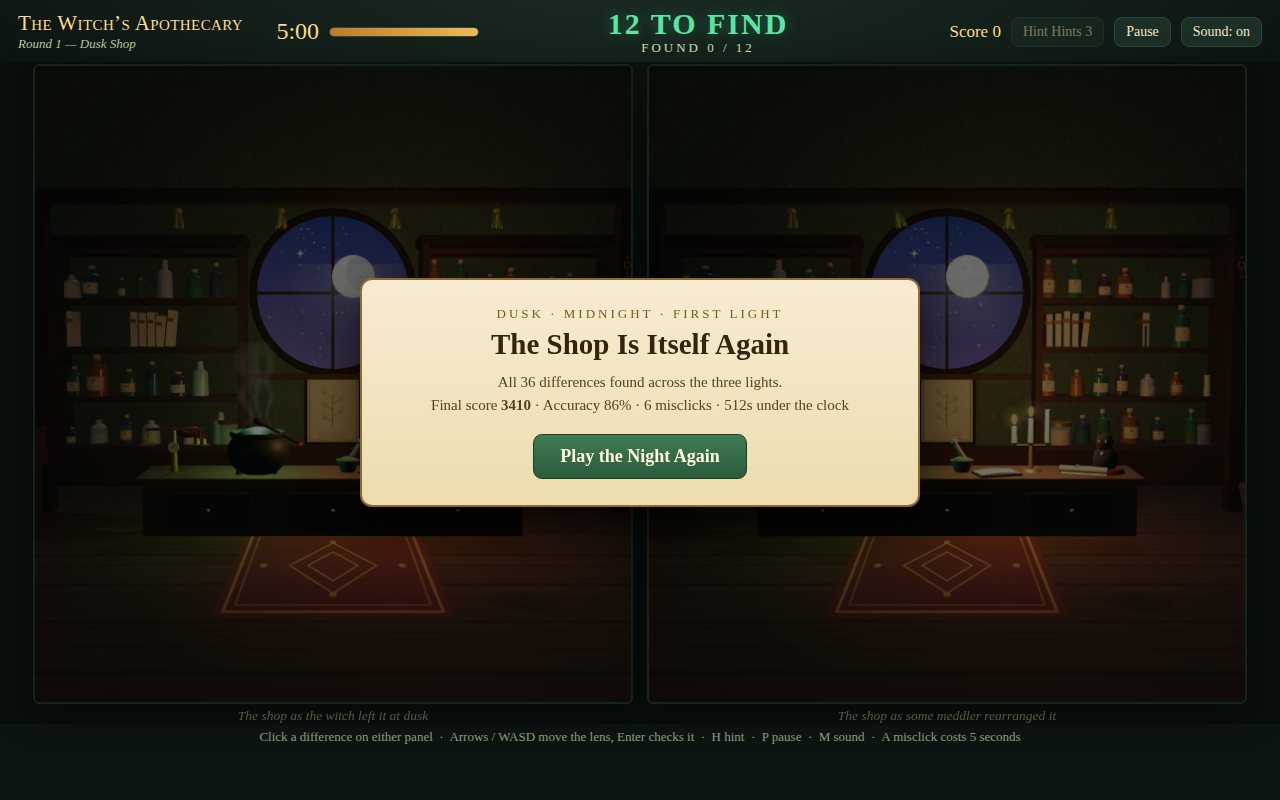 The Witch's Apothecary
Round 1 — Dusk Shop
5:00
12 TO FIND
FOUND 0 / 12
Score 0
Hint Hints 3
Pause
Sound: on
DUSK · MIDNIGHT · FIRST LIGHT
The Shop Is Itself Again
All 36 differences found across the three lights.
Final score 3410 · Accuracy 86% · 6 misclicks · 512s under the clock
Play the Night Again
The shop as the witch left it at dusk
The shop as some meddler rearranged it
Click a difference on either panel · Arrows / WASD move the lens, Enter checks it · H hint · P pause · M sound · A misclick costs 5 seconds